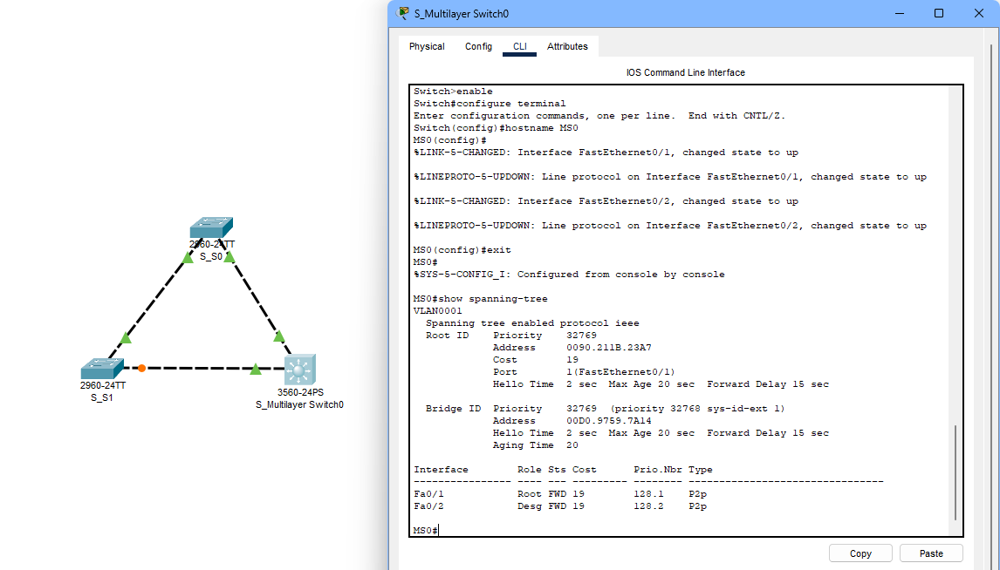 S_Multilayer Switch0
Physical Config CLI Attributes
IOS Command Line Interface
Switch>enable
Switch#configure terminal
Enter configuration commands, one per line.  End with CNTL/Z.
Switch(config)#hostname MS0
MS0(config)#
%LINK-5-CHANGED: Interface FastEthernet0/1, changed state to up
%LINEPROTO-5-UPDOWN: Line protocol on Interface FastEthernet0/1, changed state to up
%LINK-5-CHANGED: Interface FastEthernet0/2, changed state to up
%LINEPROTO-5-UPDOWN: Line protocol on Interface FastEthernet0/2, changed state to up
MS0(config)#exit
MS0#
%SYS-5-CONFIG_I: Configured from console by console
MS0#show spanning-tree
VLAN0001
  Spanning tree enabled protocol ieee
  Root ID    Priority    32769
             Address     0090.211B.23A7
             Cost        19
             Port        1(FastEthernet0/1)
             Hello Time  2 sec  Max Age 20 sec  Forward Delay 15 sec
  Bridge ID  Priority    32769  (priority 32768 sys-id-ext 1)
             Address     00D0.9759.7A14
             Hello Time  2 sec  Max Age 20 sec  Forward Delay 15 sec
             Aging Time  20
Interface        Role Sts Cost      Prio.Nbr Type
---------------- ---- --- --------- -------- --------------------------------
Fa0/1            Root FWD 19        128.1    P2p
Fa0/2            Desg FWD 19        128.2    P2p
MS0#
Copy Paste
2960-24TT
S_S0
2960-24TT
S_S1
3560-24PS
S_Multilayer Switch0